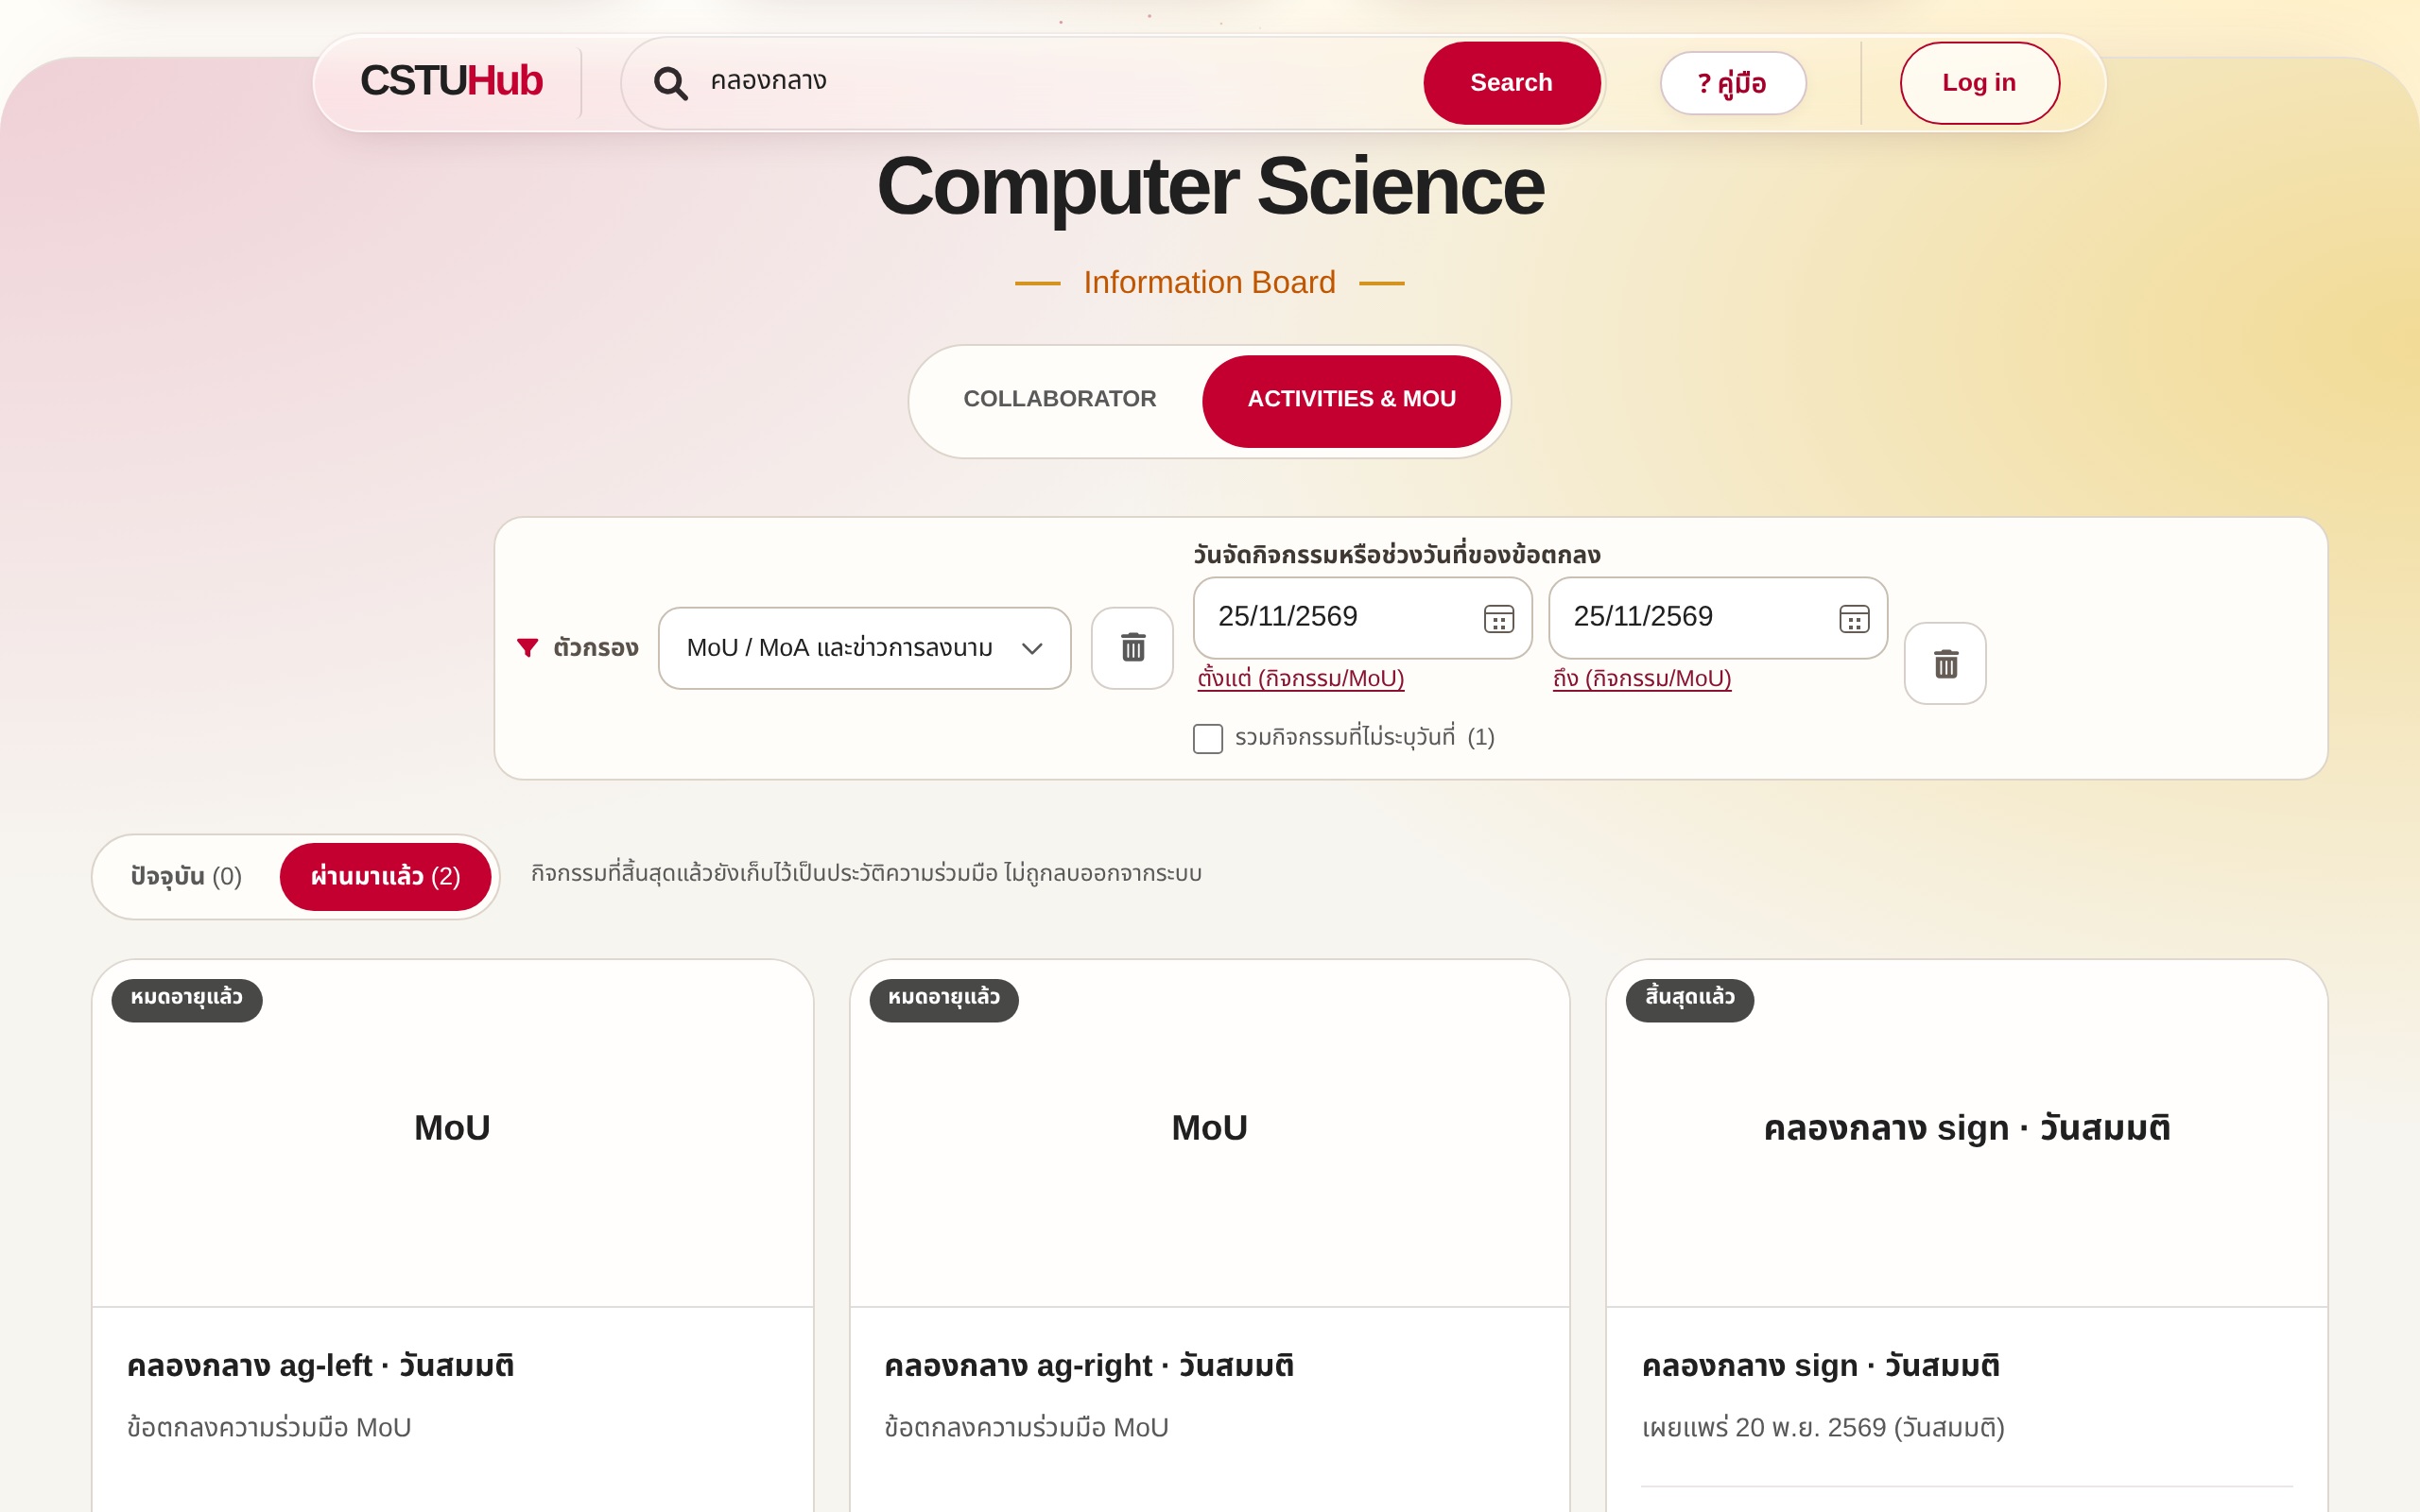 CSTUHub
คลองกลาง
Search
? คู่มือ
Log in
Computer Science
Information Board
COLLABORATOR
ACTIVITIES & MOU
วันจัดกิจกรรมหรือช่วงวันที่ของข้อตกลง
ตัวกรอง
MoU / MoA และข่าวการลงนาม
25/11/2569
25/11/2569
ตั้งแต่ (กิจกรรม/MoU)
ถึง (กิจกรรม/MoU)
รวมกิจกรรมที่ไม่ระบุวันที่ (1)
ปัจจุบัน (0)
ผ่านมาแล้ว (2)
กิจกรรมที่สิ้นสุดแล้วยังเก็บไว้เป็นประวัติความร่วมมือ ไม่ถูกลบออกจากระบบ
หมดอายุแล้ว
หมดอายุแล้ว
สิ้นสุดแล้ว
MoU
MoU
คลองกลาง sign · วันสมมติ
คลองกลาง ag-left · วันสมมติ
คลองกลาง ag-right · วันสมมติ
คลองกลาง sign · วันสมมติ
ข้อตกลงความร่วมมือ MoU
ข้อตกลงความร่วมมือ MoU
เผยแพร่ 20 พ.ย. 2569 (วันสมมติ)